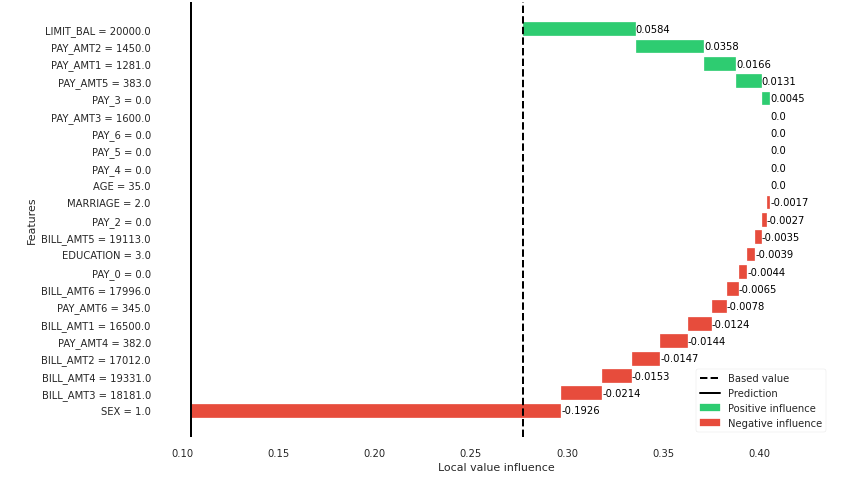 LIMIT_BAL = 20000.0 0.0584
PAY_AMT2 = 1450.0 0.0358
PAY_AMT1 = 1281.0 0.0166
PAY_AMT5 = 383.0 0.0131
PAY_3 = 0.0 0.0045
PAY_AMT3 = 1600.0 0.0
PAY_6 = 0.0 0.0
PAY_5 = 0.0 0.0
PAY_4 = 0.0 0.0
AGE = 35.0 0.0
MARRIAGE = 2.0 -0.0017
PAY_2 = 0.0 -0.0027
BILL_AMT5 = 19113.0 -0.0035
EDUCATION = 3.0 -0.0039
PAY_0 = 0.0 -0.0044
BILL_AMT6 = 17996.0 -0.0065
PAY_AMT6 = 345.0 -0.0078
BILL_AMT1 = 16500.0 -0.0124
PAY_AMT4 = 382.0 -0.0144
BILL_AMT2 = 17012.0 -0.0147
BILL_AMT4 = 19331.0 -0.0153
BILL_AMT3 = 18181.0 -0.0214
SEX = 1.0 -0.1926
Features
Based value
Prediction
Positive influence
Negative influence
0.10 0.15 0.20 0.25 0.30 0.35 0.40
Local value influence